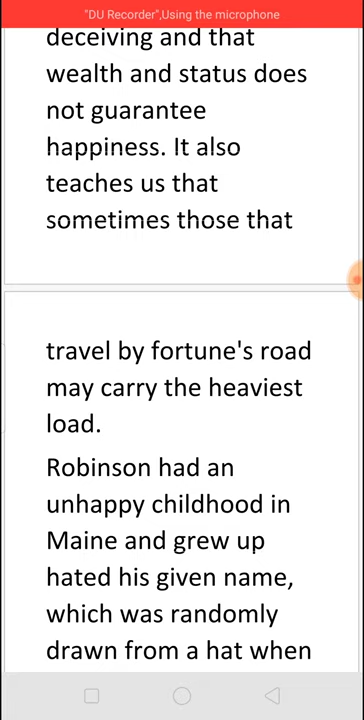 "DU Recorder",Using the microphone
deceiving and that
wealth and status does
not guarantee
happiness. It also
teaches us that
sometimes those that
travel by fortune's road
may carry the heaviest
load.
Robinson had an
unhappy childhood in
Maine and grew up
hated his given name,
which was randomly
drawn from a hat when